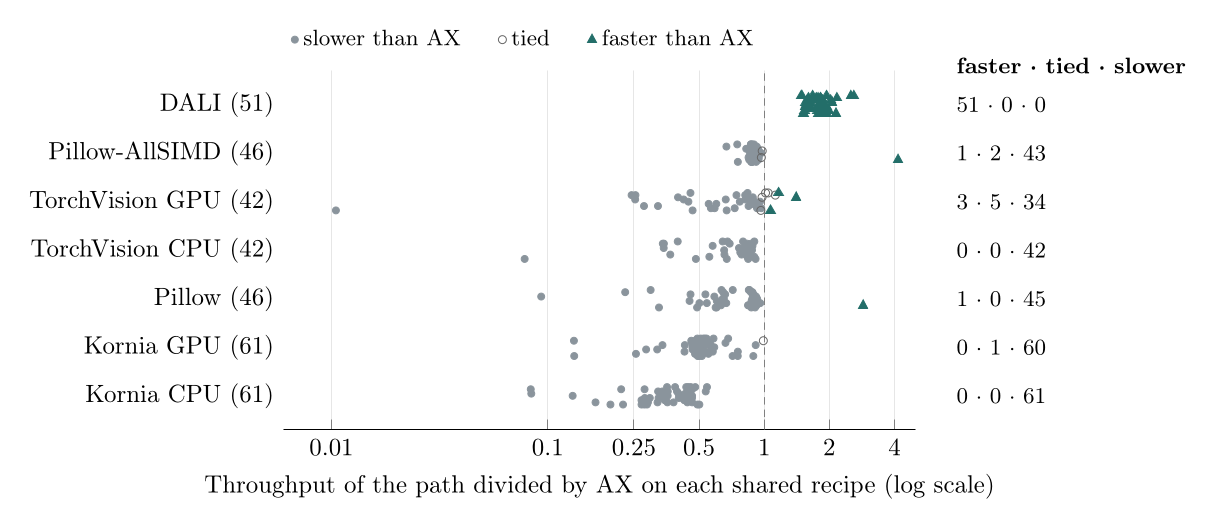 slower than AX tied faster than AX
faster · tied · slower
DALI (51) 51 · 0 · 0
Pillow-AllSIMD (46) 1 · 2 · 43
TorchVision GPU (42) 3 · 5 · 34
TorchVision CPU (42) 0 · 0 · 42
Pillow (46) 1 · 0 · 45
Kornia GPU (61) 0 · 1 · 60
Kornia CPU (61) 0 · 0 · 61
0.01 0.1 0.25 0.5 1 2 4
Throughput of the path divided by AX on each shared recipe (log scale)